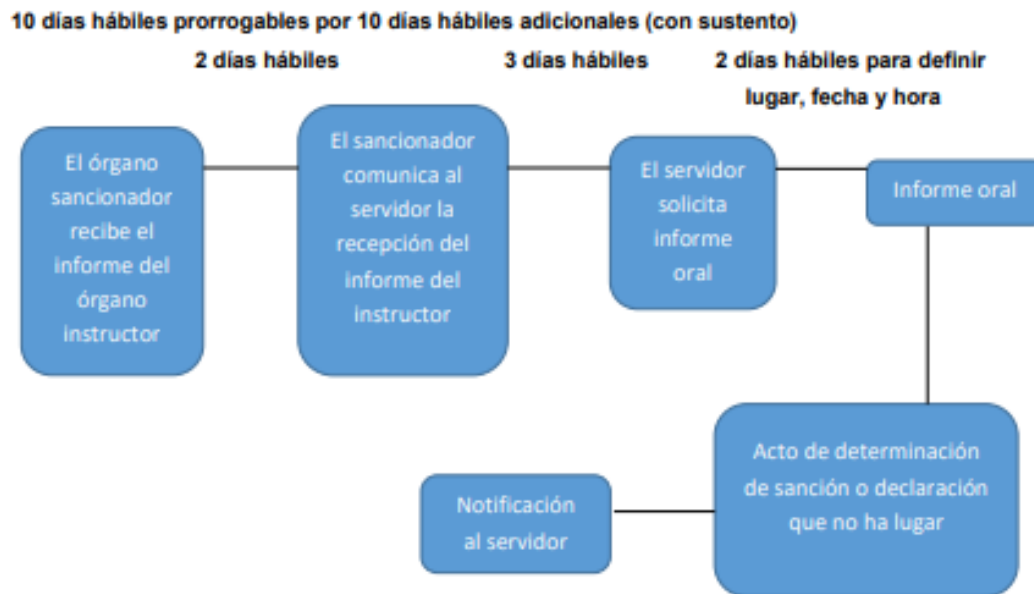 10 días hábiles prorrogables por 10 días hábiles adicionales (con sustento)
2 días hábiles
3 días hábiles
2 días hábiles para definir
lugar, fecha y hora
El órgano
sancionador
recibe el
informe del
órgano
instructor
El sancionador
comunica al
servidor la
recepción del
informe del
instructor
El servidor
solicita
informe
oral
Informe oral
Acto de determinación
de sanción o declaración
que no ha lugar
Notificación
al servidor